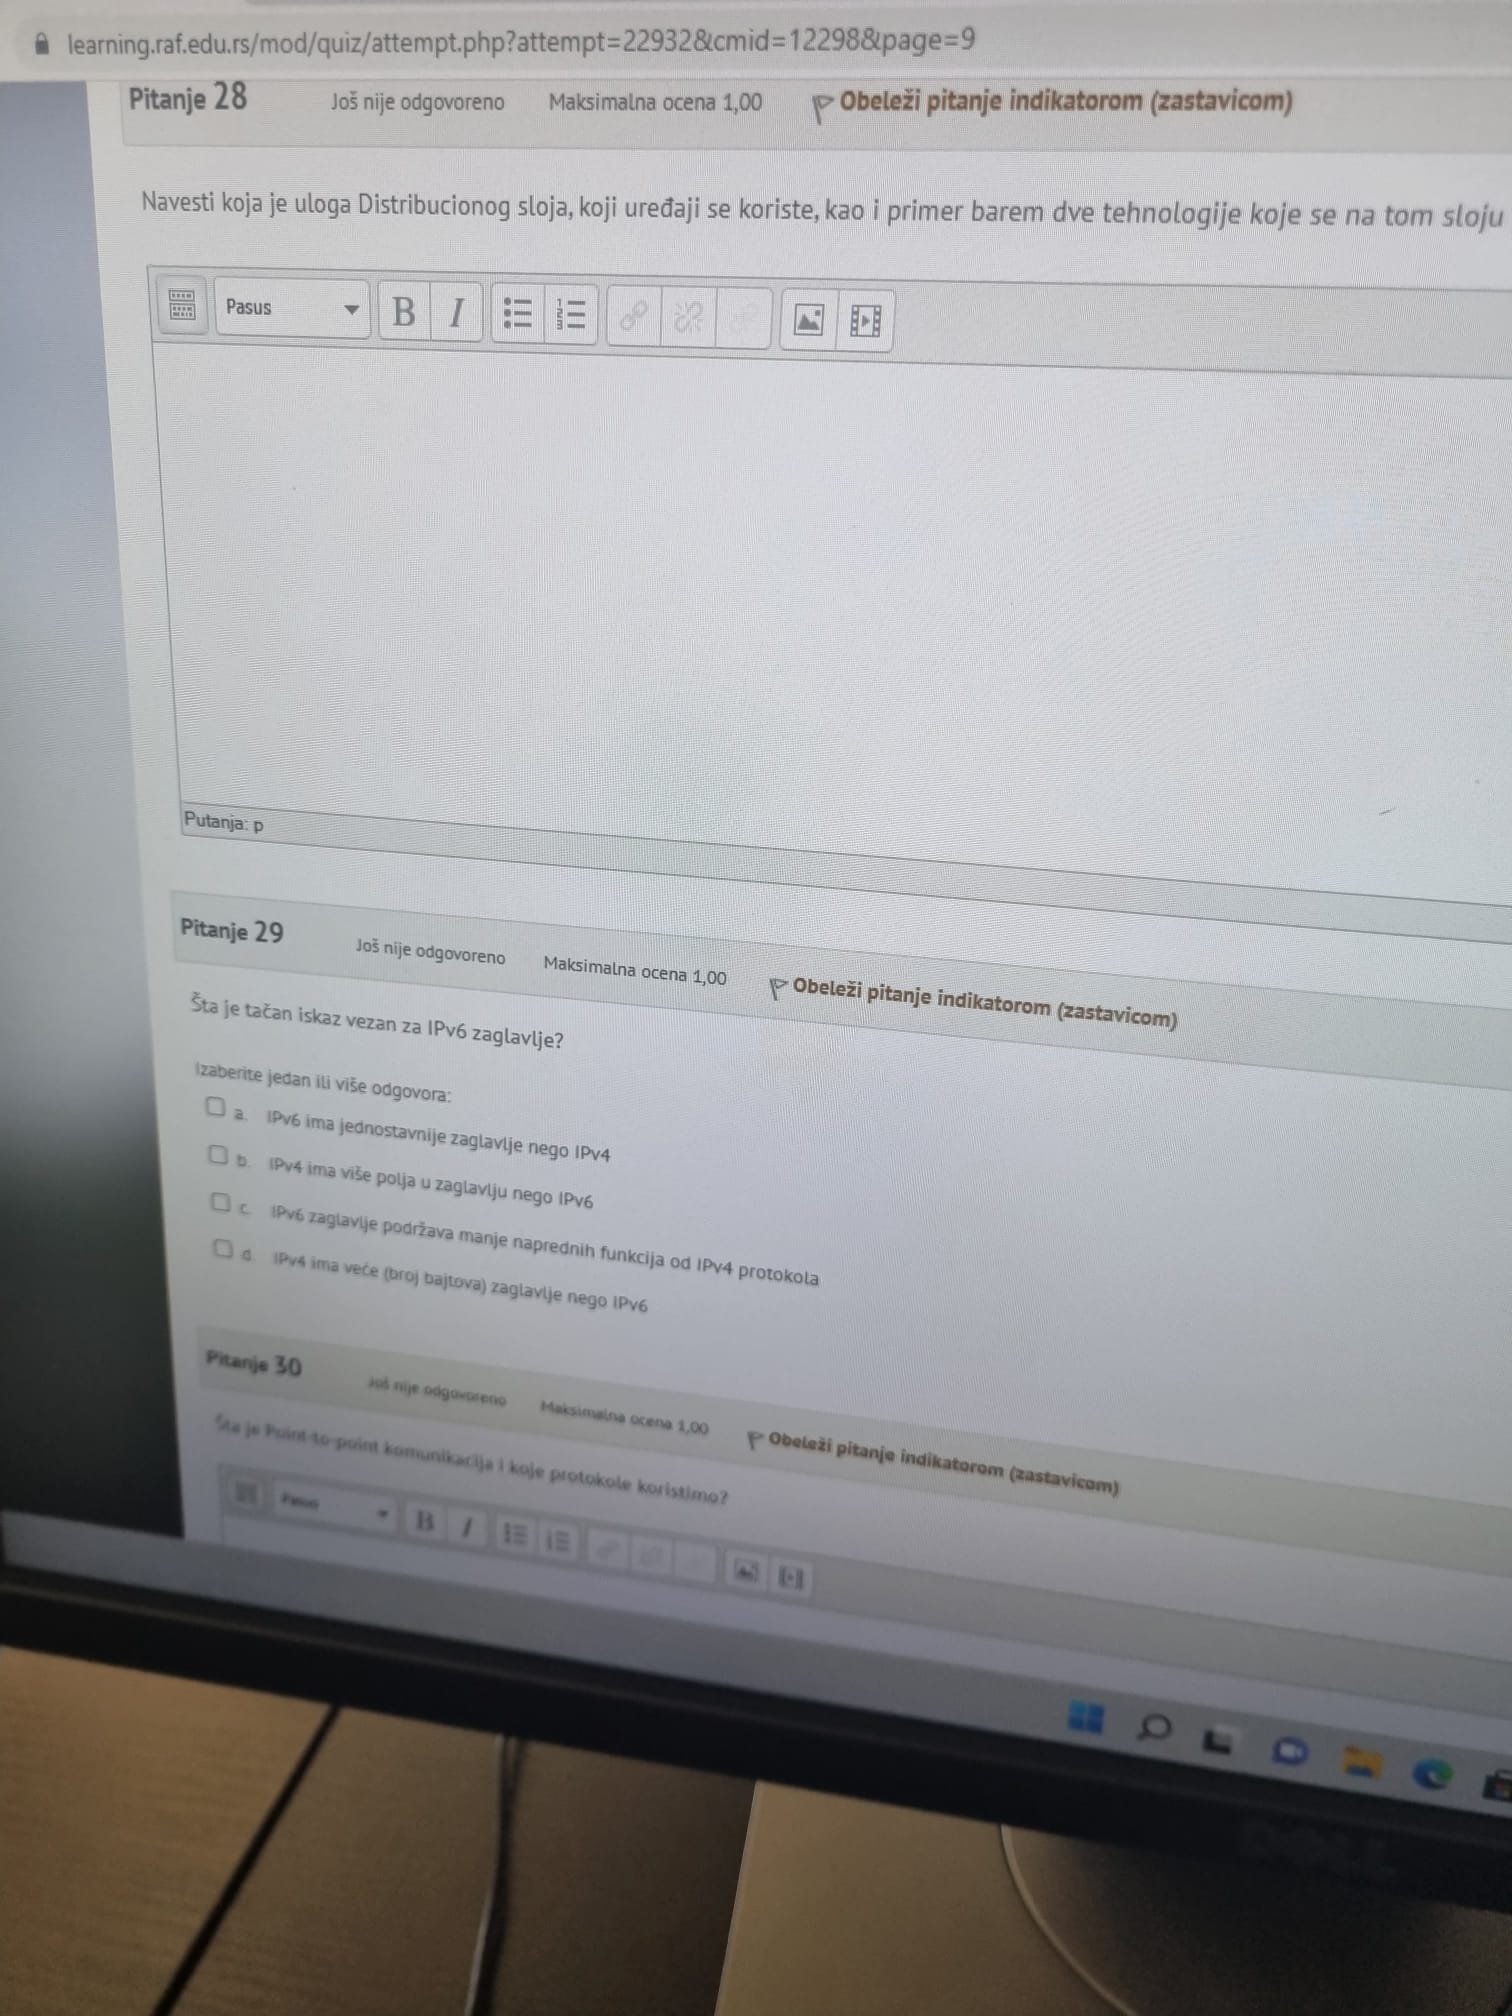 learning.raf.edu.rs/mod/quiz/attempt.php?attempt=22932&cmid=12298&page=9
Pitanje 28 Još nije odgovoreno Maksimalna ocena 1,00 Obeleži pitanje indikatorom (zastavicom)
Navesti koja je uloga Distribucionog sloja, koji uređaji se koriste, kao i primer barem dve tehnologije koje se na tom sloju
Pasus B I
Putanja: p
Pitanje 29 Još nije odgovoreno Maksimalna ocena 1,00 Obeleži pitanje indikatorom (zastavicom)
Šta je tačan iskaz vezan za IPv6 zaglavlje?
Izaberite jedan ili više odgovora:
a. IPv6 ima jednostavnije zaglavlje nego IPv4
b. IPv4 ima više polja u zaglavlju nego IPv6
c. IPv6 zaglavlje podržava manje naprednih funkcija od IPv4 protokola
d. IPv4 ima veće (broj bajtova) zaglavlje nego IPv6
Pitanje 30 Još nije odgovoreno Maksimalna ocena 1,00 Obeleži pitanje indikatorom (zastavicom)
Šta je Point-to-point komunikacija i koje protokole koristimo?
Pasus B I
DELL